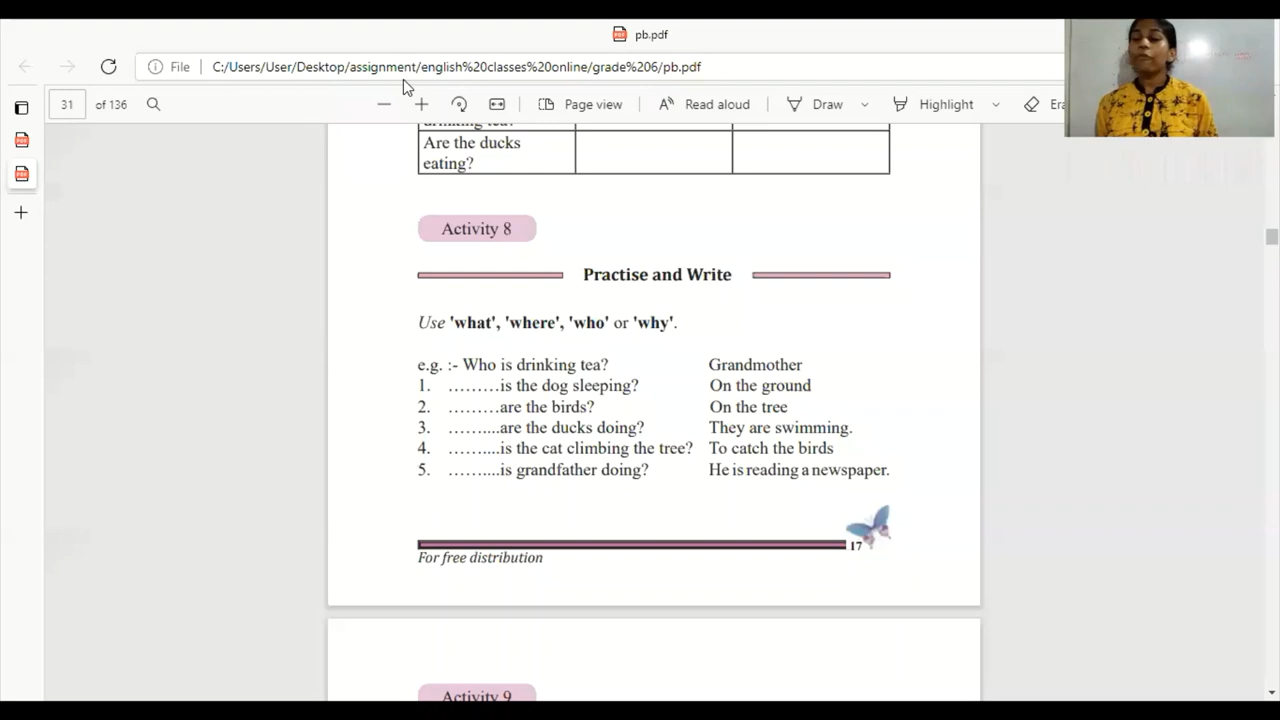 pb.pdf
File
C:/Users/User/Desktop/assignment/english%20classes%20online/grade%206/pb.pdf
31 of 136
Page view
Read aloud
Draw
Highlight
drinking tea?
Are the ducks
eating?
Activity 8
Practise and Write
Use 'what', 'where', 'who' or 'why'.
e.g. :- Who is drinking tea? Grandmother
1. .........is the dog sleeping? On the ground
2. .........are the birds? On the tree
3. ..........are the ducks doing? They are swimming.
4. ..........is the cat climbing the tree? To catch the birds
5. ..........is grandfather doing? He is reading a newspaper.
17
For free distribution
Activity 9